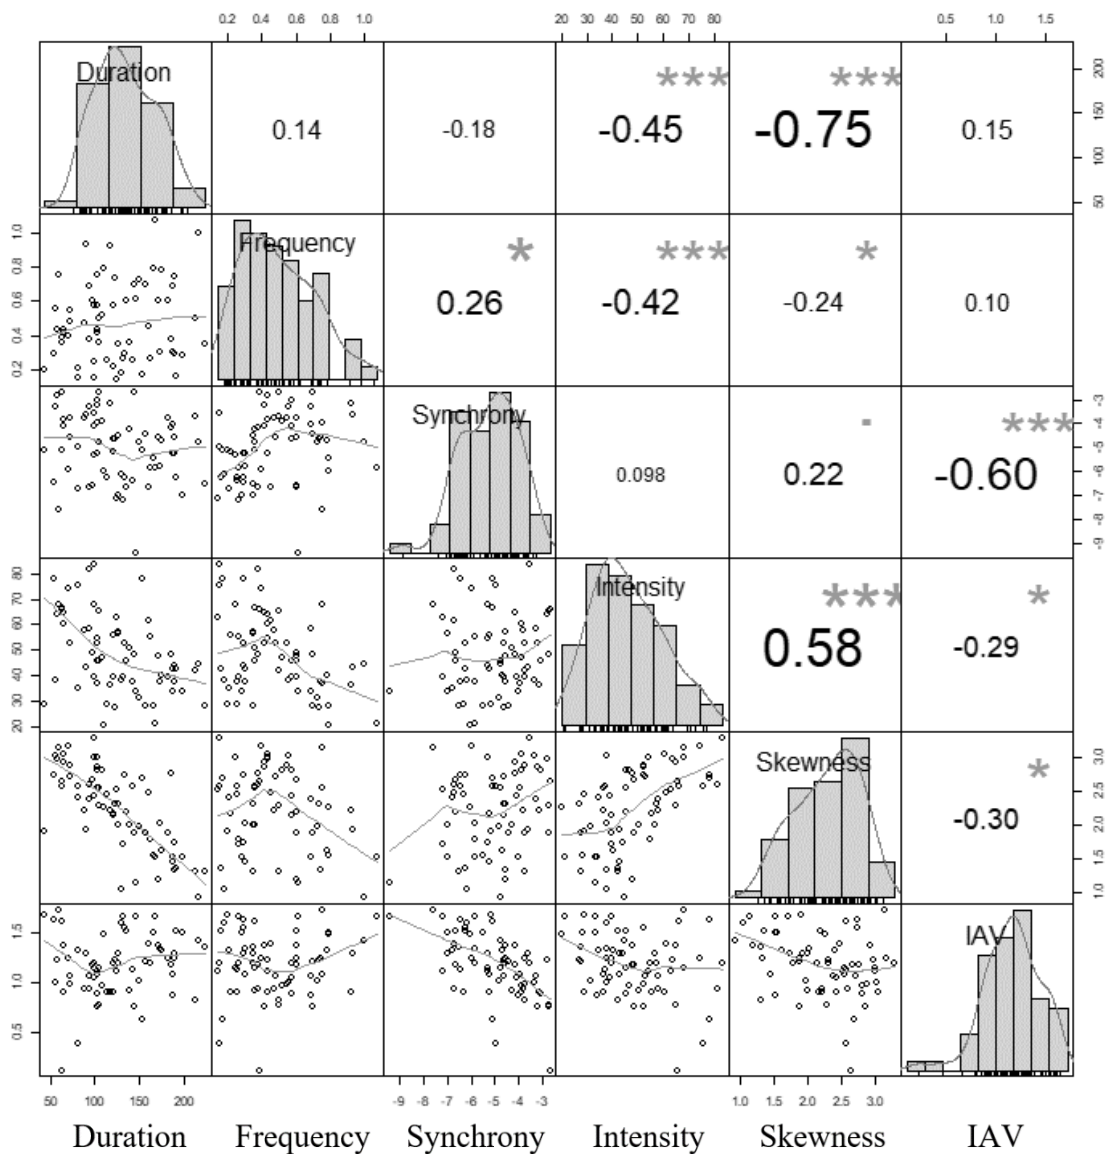 0.2 0.4 0.6 0.8 1.0 20 30 40 50 60 70 80 0.5 1.0 1.5
Duration *** ***
0.14 -0.18 -0.45 -0.75 0.15
50 100 150 200
Frequency * *** *
0.26 -0.42 -0.24 0.10
0.2 0.4 0.6 0.8 1.0
Synchrony . ***
0.098 0.22 -0.60
-9 -8 -7 -6 -5 -4 -3
Intensity *** *
0.58 -0.29
20 30 40 50 60 70 80
Skewness *
-0.30
1.0 1.5 2.0 2.5 3.0
IAV
0.5 1.0 1.5
50 100 150 200 -9 -8 -7 -6 -5 -4 -3 1.0 1.5 2.0 2.5 3.0
Duration Frequency Synchrony Intensity Skewness IAV